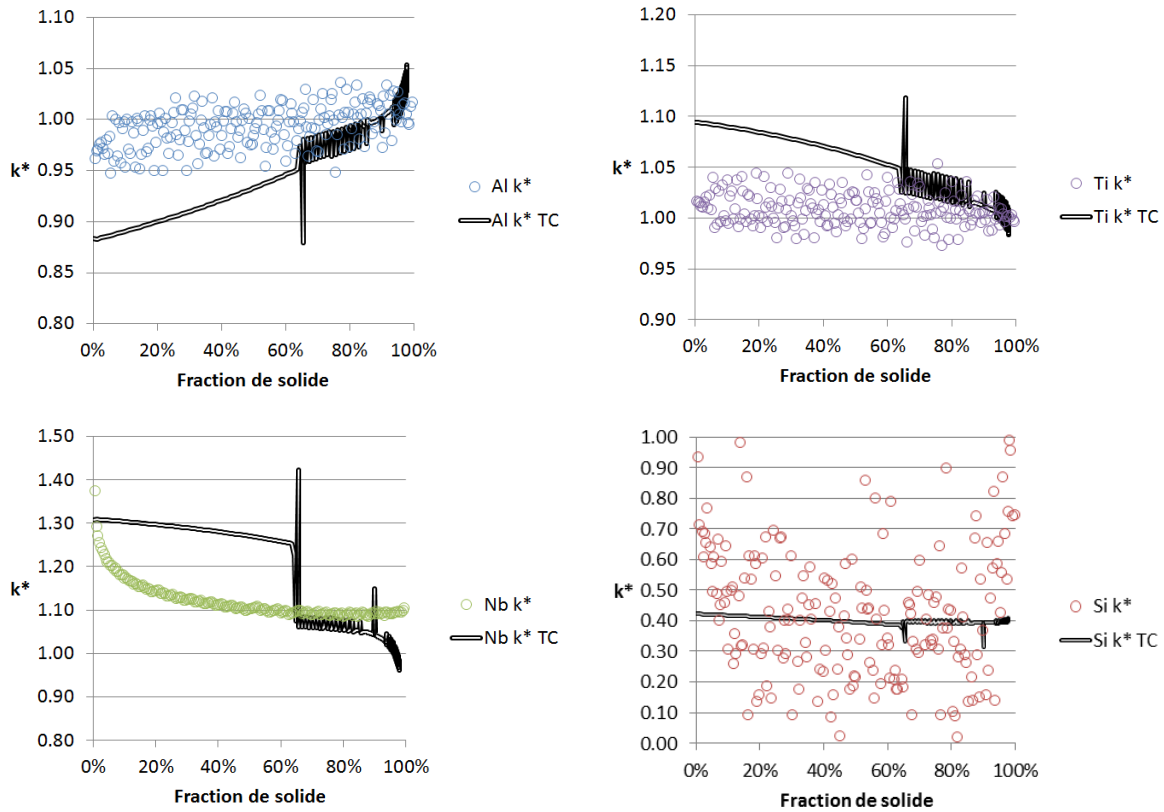 1.10
1.05
1.00
k*
0.95
0.90
0.85
0.80
0% 20% 40% 60% 80% 100%
Fraction de solide
Al k*
Al k* TC
1.20
1.15
1.10
k*
1.05
1.00
0.95
0.90
0% 20% 40% 60% 80% 100%
Fraction de solide
Ti k*
Ti k* TC
1.50
1.40
1.30
1.20
k*
1.10
1.00
0.90
0.80
0% 20% 40% 60% 80% 100%
Fraction de solide
Nb k*
Nb k* TC
1.00
0.90
0.80
0.70
0.60
k*
0.50
0.40
0.30
0.20
0.10
0.00
0% 20% 40% 60% 80% 100%
Fraction de solide
Si k*
Si k* TC